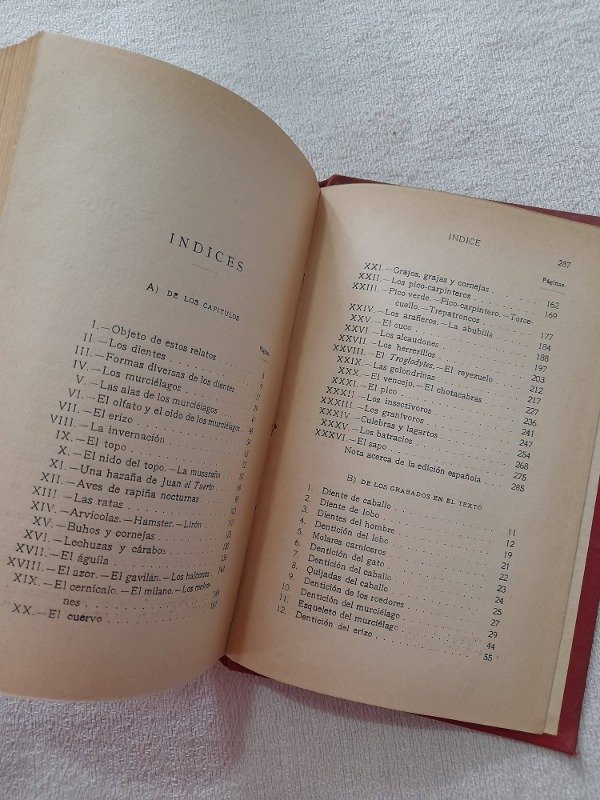 INDICES
A) DE LOS CAPITULOS
I.—Objeto de estos relatos
II.—Los dientes
III.—Formas diversas de los dientes
IV.—Los murciélagos
V.—Las alas de los murciélagos
VI.—El olfato y el oído de los murciélagos
VII.—El erizo
VIII.—La invernación
IX.—El topo
X.—El nido del topo.—La musaraña
XI.—Una hazaña de Juan el Tuerto
XII.—Aves de rapiña nocturnas
XIII.—Las ratas
XIV.—Arvícolas.—Hamster.—Lirón
XV.—Buhos y cornejas
XVI.—Lechuzas y cárabos
XVII.—El águila
XVIII.—El azor.—El gavilán.—Los halcones
XIX.—El cernícalo.—El milano.—Los
nos
XX.—El cuervo
INDICE 287
Páginas
XXI.—Grajos, grajas y cornejas 162
XXII.—Los pico-carpinteros 169
XXIII.—Pico verde.—Pico-carpintero.—Torce-
cuello.—Trepatroncos 177
XXIV.—Los arañeros.—La abubilla 184
XXV.—El cuco 188
XXVI.—Los alcaudones 197
XXVII.—Los herrerillos 203
XXVIII.—El Troglodytes.—El reyezuelo 212
XXIX.—Las golondrinas 217
XXX.—El vencejo.—El chotacabras 227
XXXI.—El pico 236
XXXII.—Los insectívoros 241
XXXIII.—Los granívoros 247
XXXIV.—Culebras y lagartos 254
XXXV.—Los batracios 268
XXXVI.—El sapo 275
Nota acerca de la edición española 285
B) DE LOS GRABADOS EN EL TEXTO
1. Diente de caballo 11
2. Diente de lobo 12
3. Dientes del hombre 19
4. Dentición del lobo 21
5. Molares carniceros 22
6. Dentición del gato 23
7. Dentición del caballo 24
8. Quijadas del caballo 25
9. Dentición de los roedores 27
10. Dentición del murciélago 29
11. Esqueleto del murciélago 44
12. Dentición del erizo 55